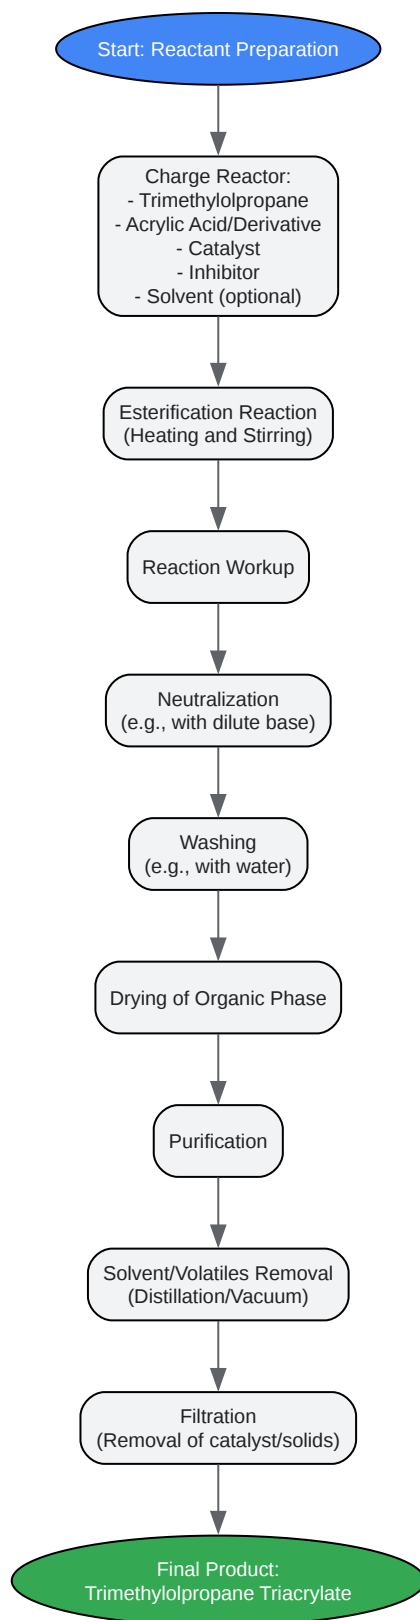 Start: Reactant Preparation
Charge Reactor:
- Trimethylolpropane
- Acrylic Acid/Derivative
- Catalyst
- Inhibitor
- Solvent (optional)
Esterification Reaction
(Heating and Stirring)
Reaction Workup
Neutralization
(e.g., with dilute base)
Washing
(e.g., with water)
Drying of Organic Phase
Purification
Solvent/Volatiles Removal
(Distillation/Vacuum)
Filtration
(Removal of catalyst/solids)
Final Product:
Trimethylolpropane Triacrylate